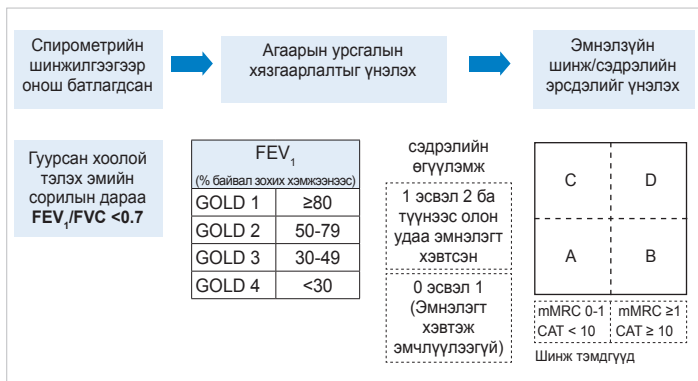 Спирометрийн
шинжилгээгээр
онош батлагдсан
Агаарын урсгалын
хязгаарлалтыг үнэлэх
Эмнэлзүйн
шинж/сэдрэлийн
эрсдэлийг үнэлэх
Гуурсан хоолой
тэлэх эмийн
сорилын дараа
FEV₁/FVC <0.7
FEV₁
(% байвал зохих хэмжээнээс)
GOLD 1 ≥80
GOLD 2 50-79
GOLD 3 30-49
GOLD 4 <30
сэдрэлийн
өгүүлэмж
1 эсвэл 2 ба
түүнээс олон
удаа эмнэлэгт
хэвтсэн
0 эсвэл 1
(Эмнэлэгт
хэвтэж
эмчлүүлээгүй)
C D
A B
mMRC 0-1 mMRC ≥1
CAT < 10 CAT ≥ 10
Шинж тэмдгүүд